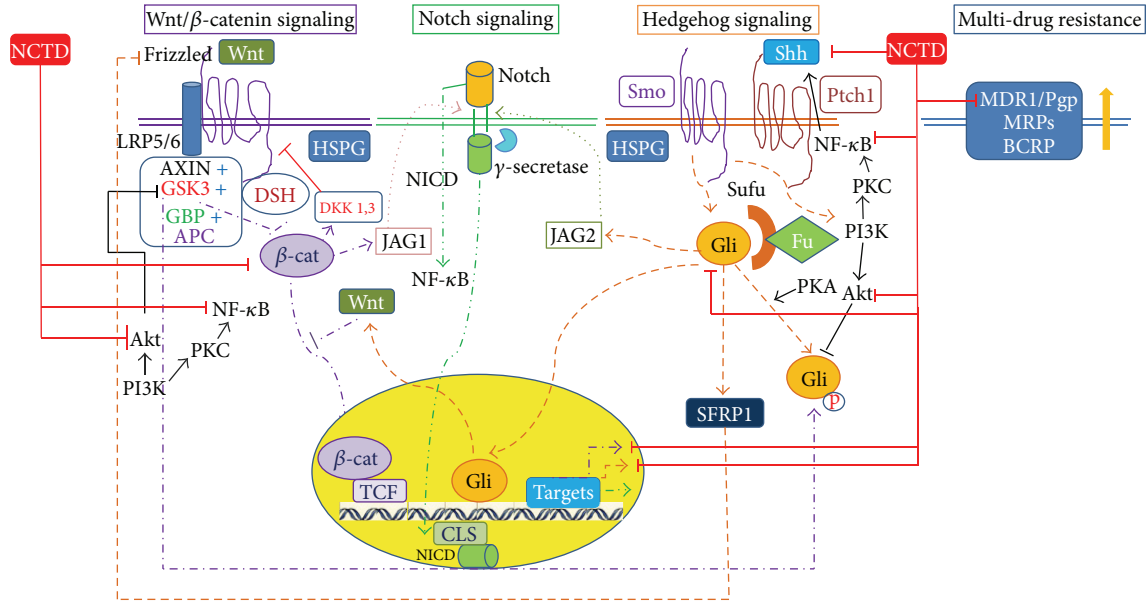 Wnt/β-catenin signaling
Notch signaling
Hedgehog signaling
Multi-drug resistance
NCTD
Frizzled
Wnt
Notch
Smo
Shh
Ptch1
NCTD
MDR1/Pgp
MRPs
BCRP
LRP5/6
HSPG
γ-secretase
HSPG
NF-κB
AXIN +
GSK3 +
GBP +
APC
DSH
DKK 1,3
NICD
Sufu
PKC
β-cat
JAG1
JAG2
Gli
Fu
PI3K
NF-κB
NF-κB
Wnt
PKA
Akt
Akt
PKC
PI3K
Gli
P
SFRP1
β-cat
TCF
Gli
Targets
CLS
NICD